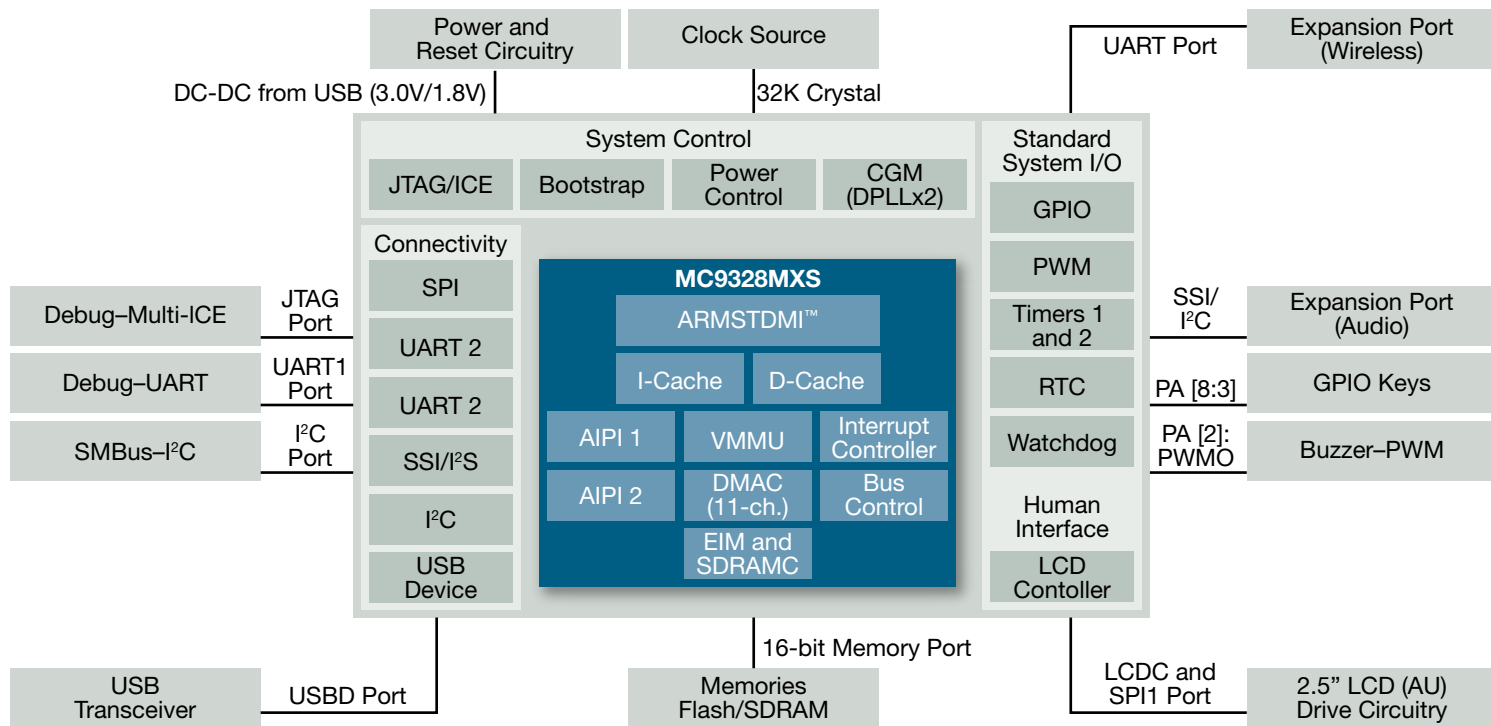 Power and
Reset Circuitry
Clock Source
UART Port
Expansion Port
(Wireless)
DC-DC from USB (3.0V/1.8V)
32K Crystal
System Control
JTAG/ICE
Bootstrap
Power
Control
CGM
(DPLLx2)
Standard
System I/O
GPIO
PWM
Timers 1
and 2
RTC
Watchdog
Human
Interface
LCD
Contoller
Connectivity
SPI
UART 2
UART 2
SSI/I²S
I²C
USB
Device
MC9328MXS
ARMSTDMI™
I-Cache
D-Cache
AIPI 1
VMMU
Interrupt
Controller
AIPI 2
DMAC
(11-ch.)
Bus
Control
EIM and
SDRAMC
Debug–Multi-ICE
JTAG
Port
Debug–UART
UART1
Port
SMBus–I²C
I²C
Port
SSI/
I²C
Expansion Port
(Audio)
PA [8:3]
GPIO Keys
PA [2]:
PWMO
Buzzer–PWM
USB
Transceiver
USBD Port
16-bit Memory Port
Memories
Flash/SDRAM
LCDC and
SPI1 Port
2.5” LCD (AU)
Drive Circuitry